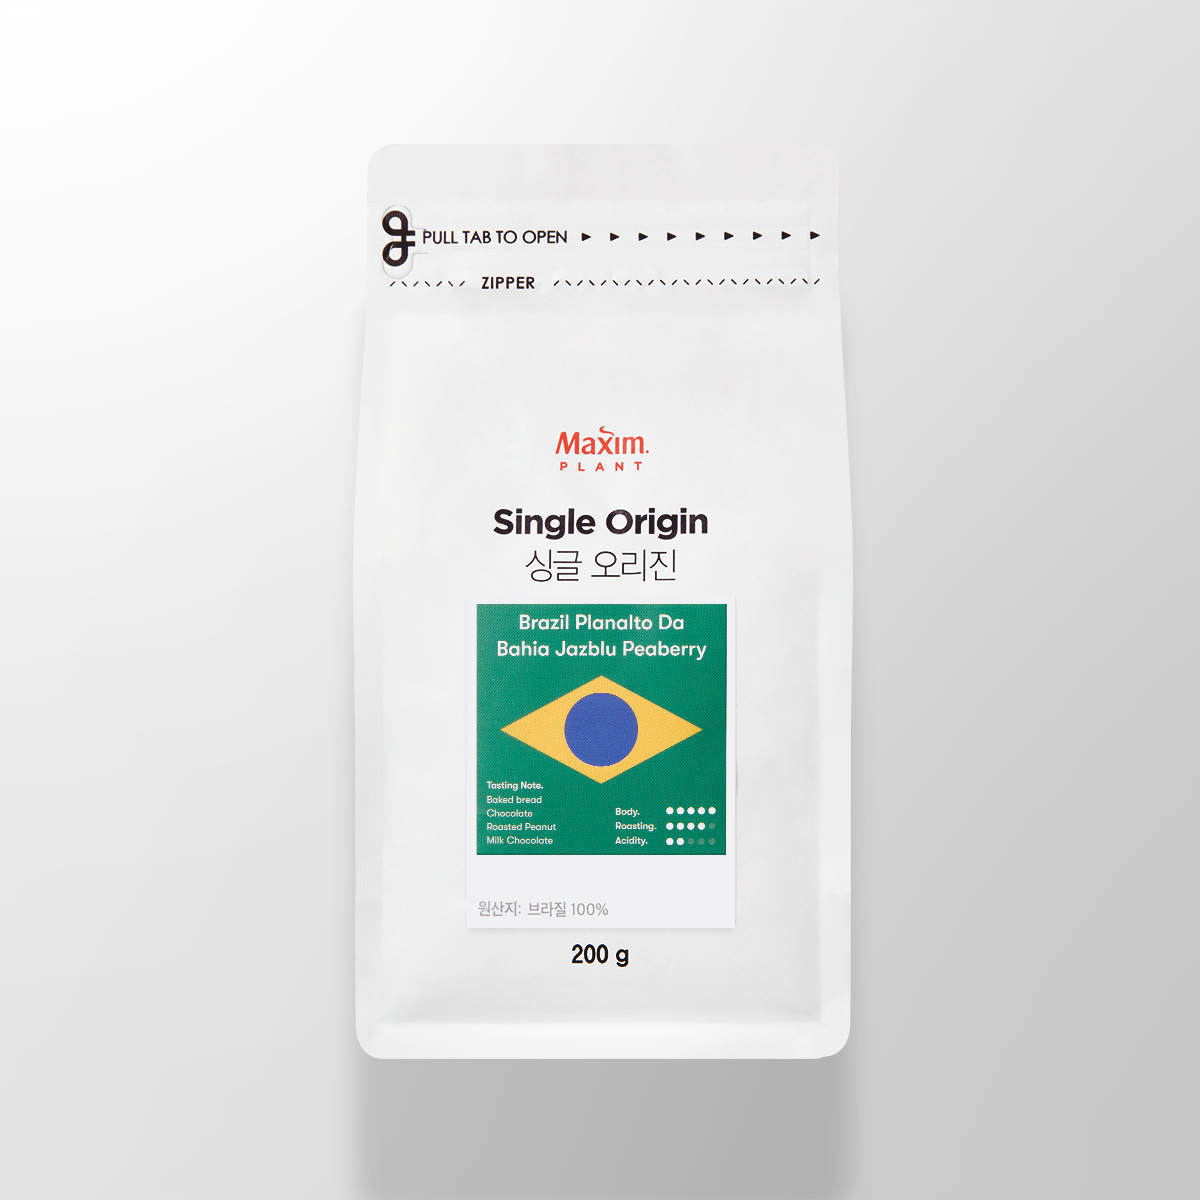 PULL TAB TO OPEN
ZIPPER
Maxim.
PLANT
Single Origin
싱글 오리진
Brazil Planalto Da
Bahia Jazblu Peaberry
Tasting Note.
Baked bread
Chocolate
Roasted Peanut
Milk Chocolate
Body.
Roasting.
Acidity.
원산지: 브라질 100%
200 g